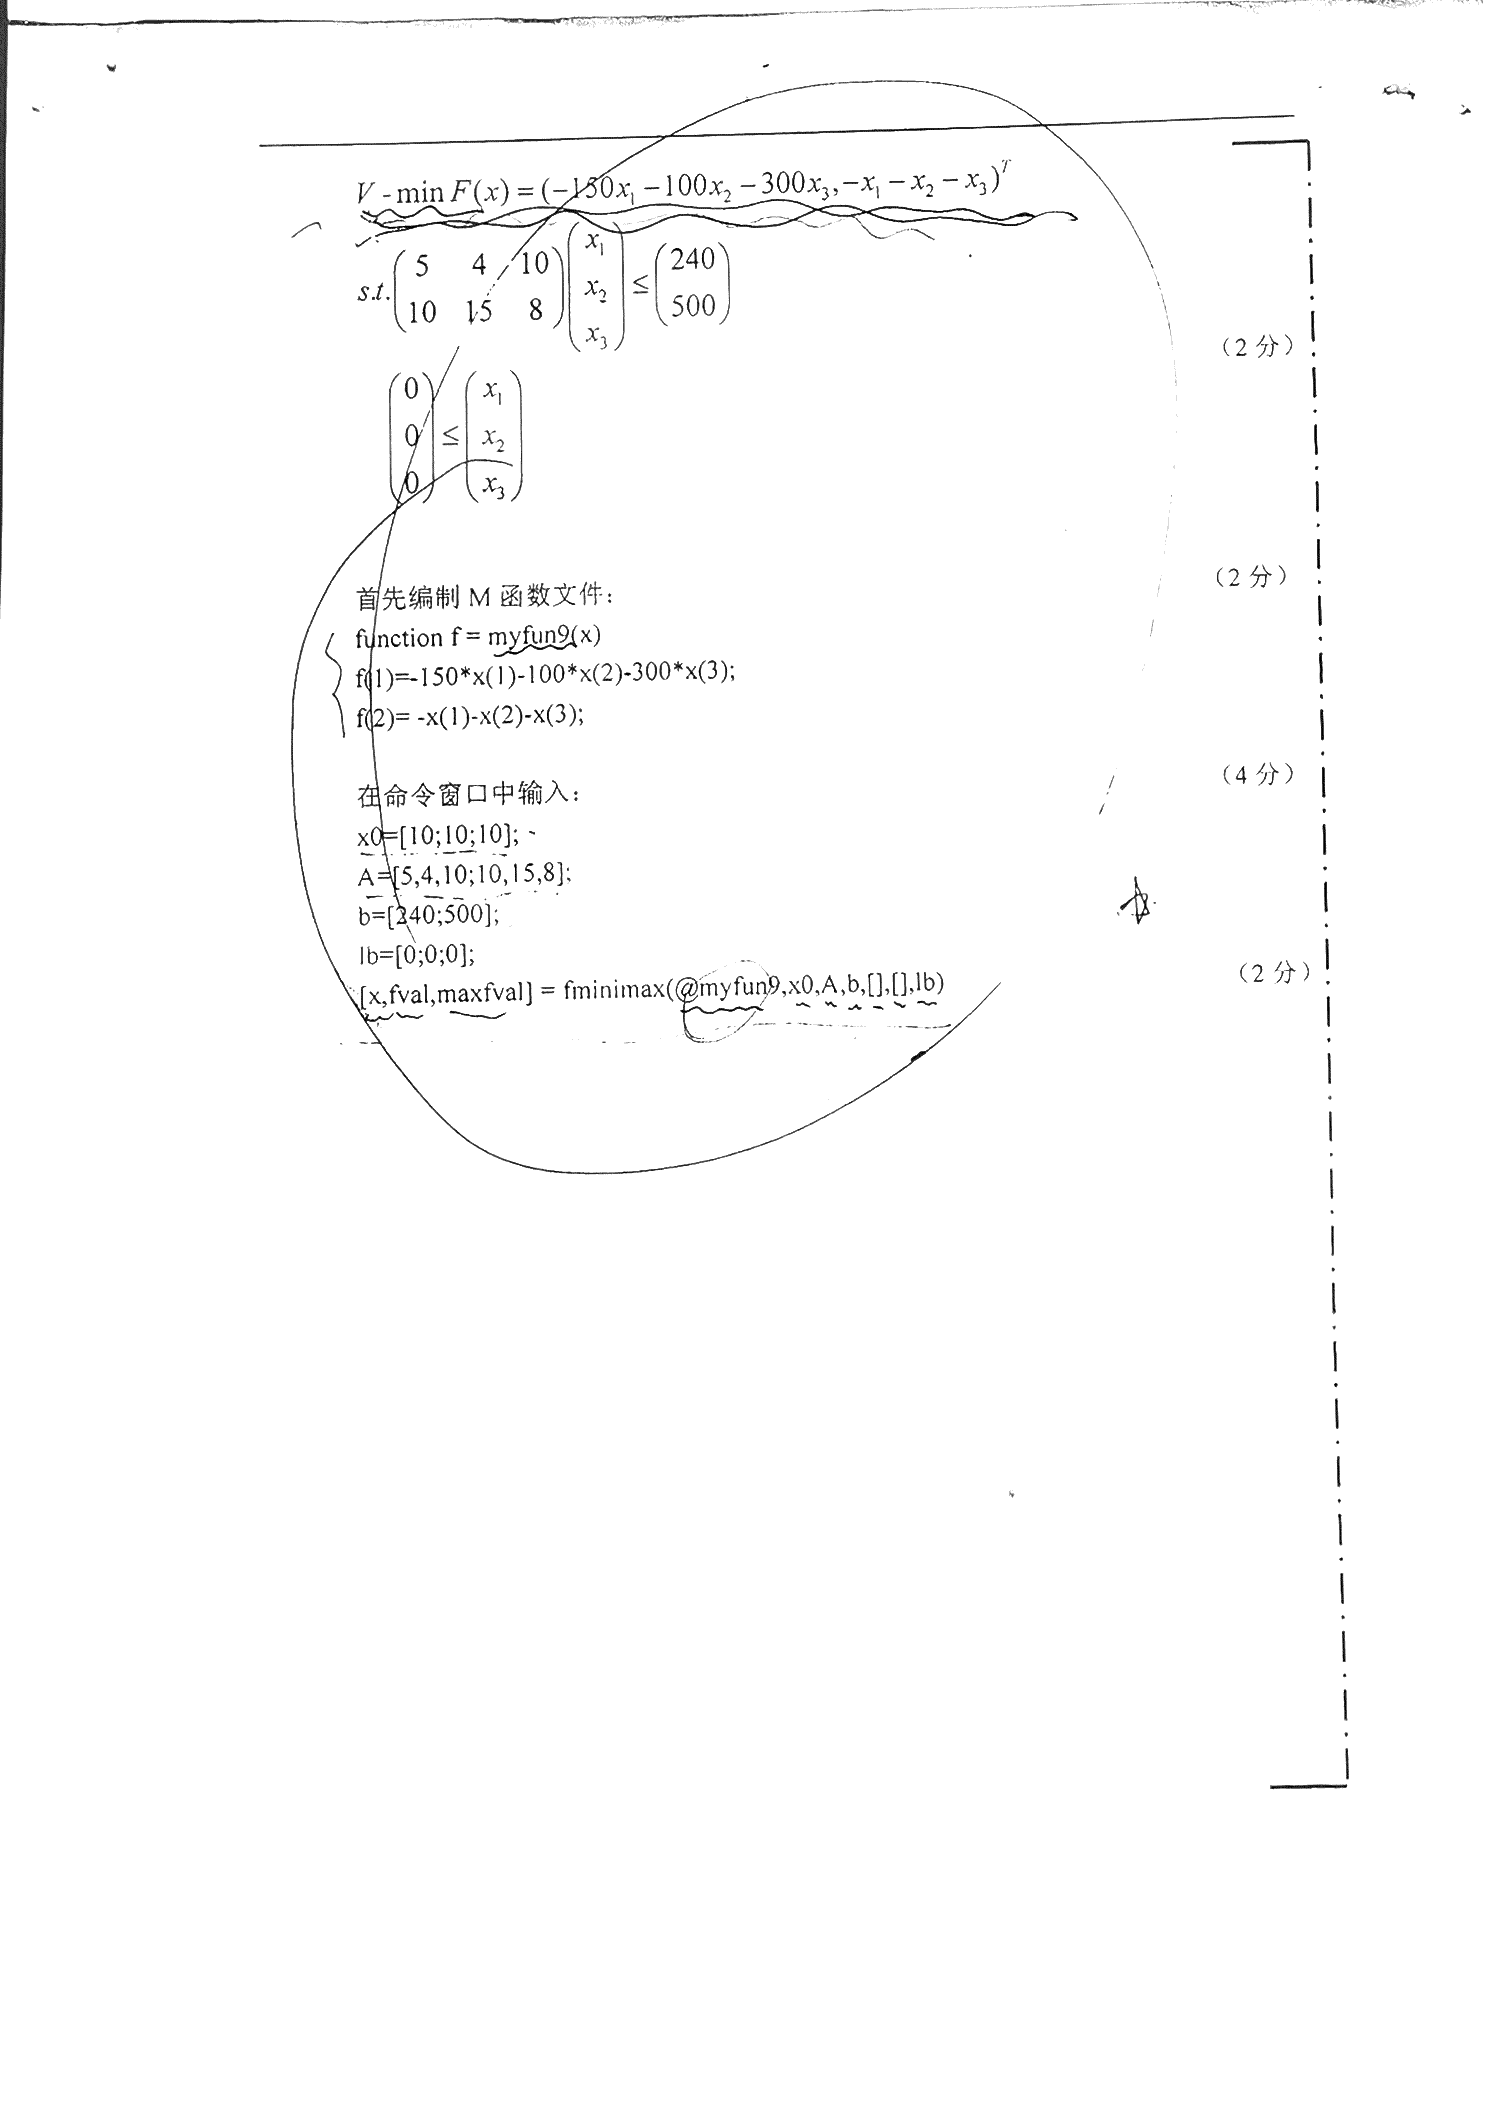 V - min F(x) = (−150x₁ − 100x₂ − 300x₃, −x₁ − x₂ − x₃)ᵀ
s.t. (5 4 10; 10 15 8) (x₁; x₂; x₃) ≤ (240; 500)
(2 分)
(0; 0; 0) ≤ (x₁; x₂; x₃)
(2 分)
首先编制 M 函数文件:
function f = myfun9(x)
f(1)=-150*x(1)-100*x(2)-300*x(3);
f(2)= -x(1)-x(2)-x(3);
(4 分)
在命令窗口中输入:
x0=[10;10;10];
A=[5,4,10;10,15,8];
b=[240;500];
lb=[0;0;0];
(2 分)
[x,fval,maxfval] = fminimax(@myfun9,x0,A,b,[],[],lb)